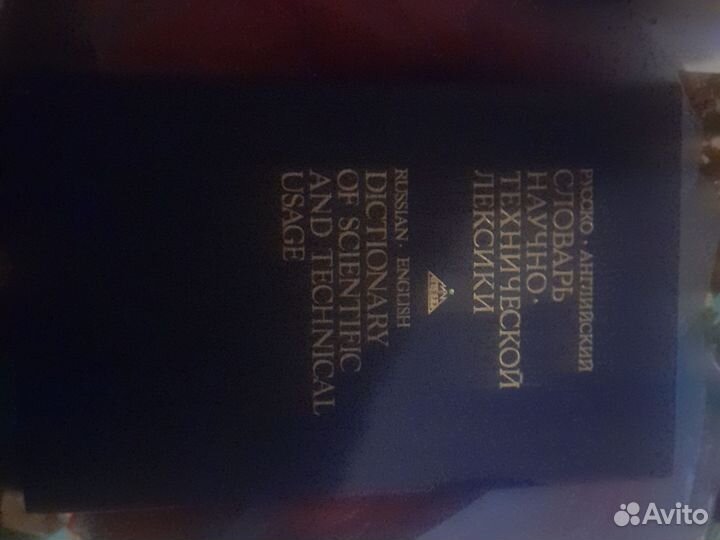 РУССКО-АНГЛИЙСКИЙ
СЛОВАРЬ
НАУЧНО-
ТЕХНИЧЕСКОЙ
ЛЕКСИКИ
RUSSIAN-ENGLISH
DICTIONARY
OF SCIENTIFIC
AND TECHNICAL
USAGE
Avito